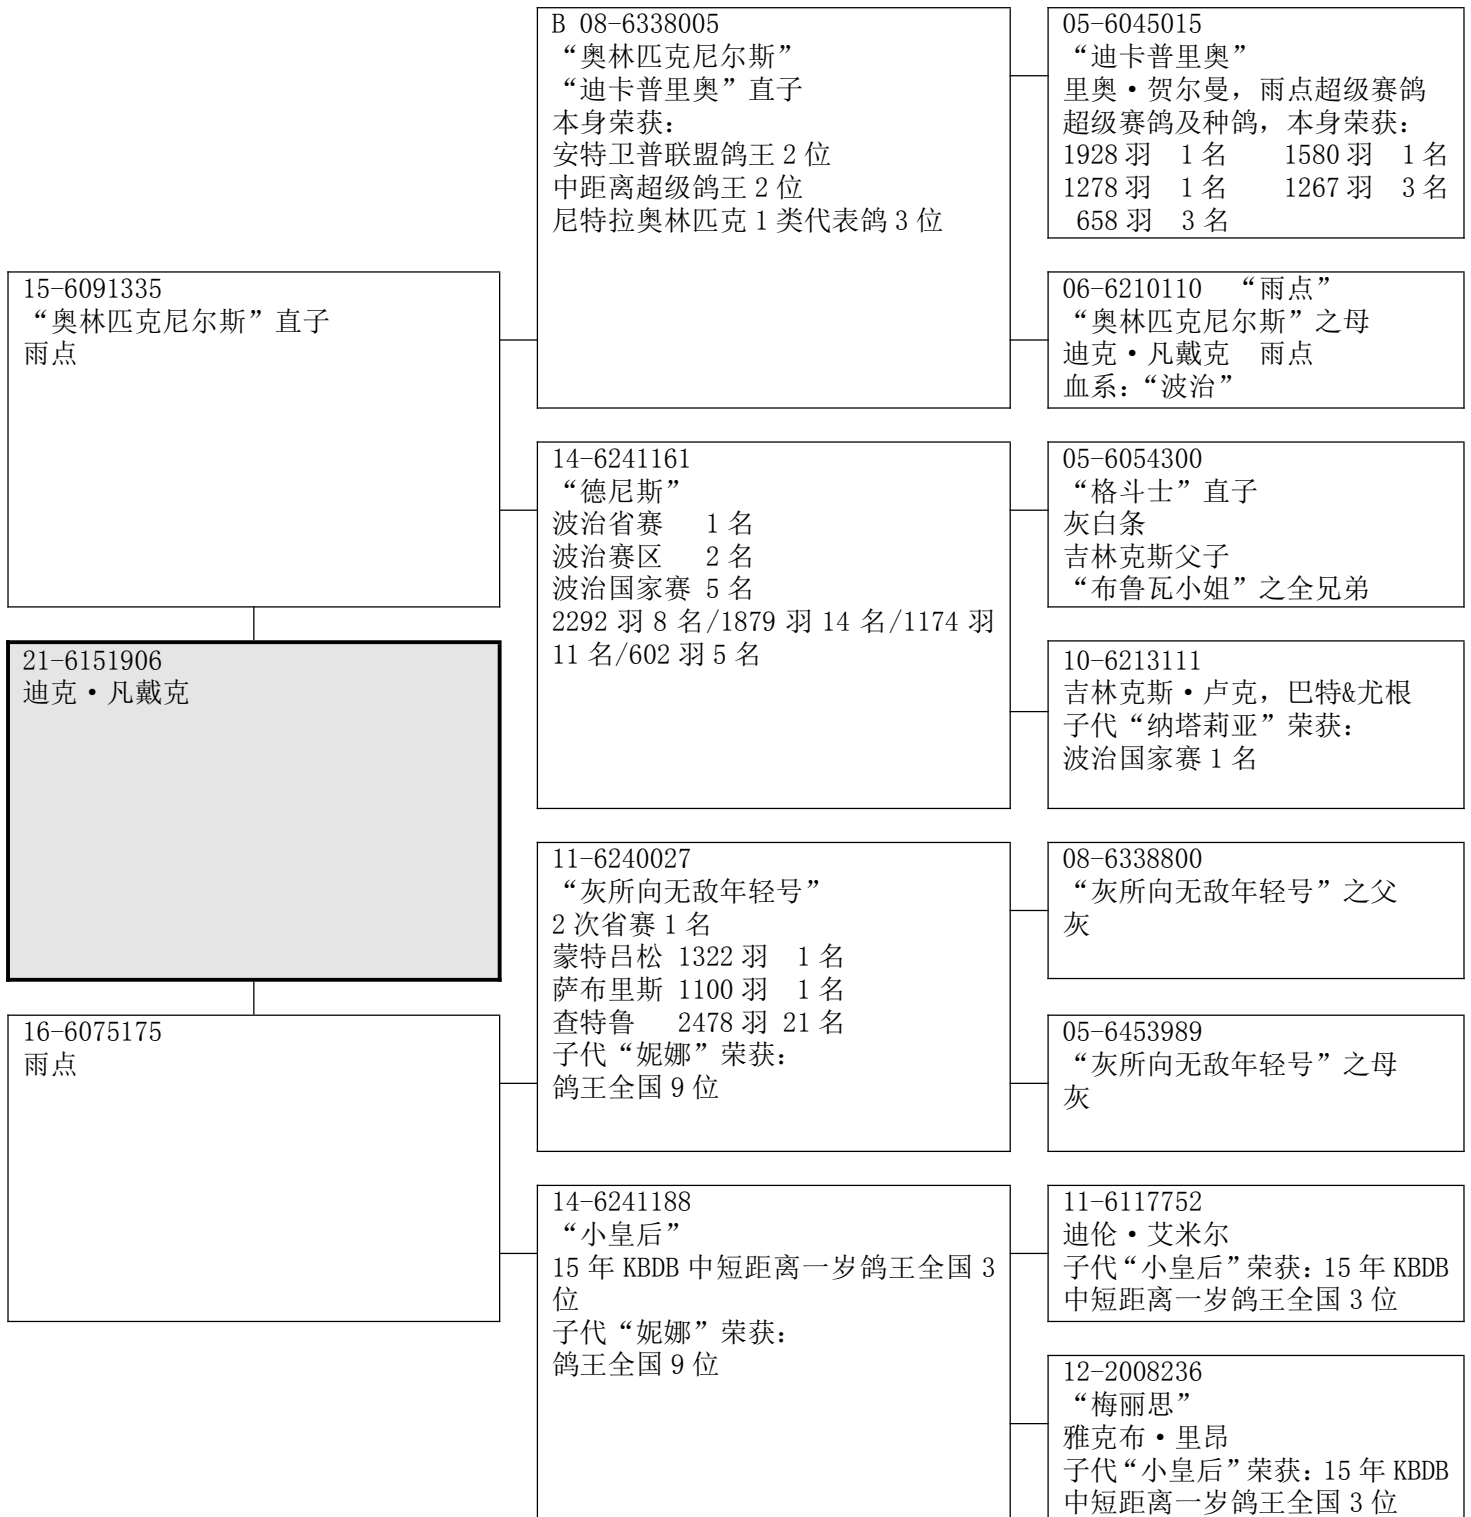 15-6091335
“奥林匹克尼尔斯”直子
雨点
21-6151906
迪克·凡戴克
16-6075175
雨点
B 08-6338005
“奥林匹克尼尔斯”
“迪卡普里奥”直子
本身荣获：
安特卫普联盟鸽王 2 位
中距离超级鸽王 2 位
尼特拉奥林匹克 1 类代表鸽 3 位
14-6241161
“德尼斯”
波治省赛 1 名
波治赛区 2 名
波治国家赛 5 名
2292 羽 8 名/1879 羽 14 名/1174 羽
11 名/602 羽 5 名
11-6240027
“灰所向无敌年轻号”
2 次省赛 1 名
蒙特吕松 1322 羽 1 名
萨布里斯 1100 羽 1 名
查特鲁 2478 羽 21 名
子代“妮娜”荣获：
鸽王全国 9 位
14-6241188
“小皇后”
15 年 KBDB 中短距离一岁鸽王全国 3
位
子代“妮娜”荣获：
鸽王全国 9 位
05-6045015
“迪卡普里奥”
里奥·贺尔曼，雨点超级赛鸽
超级赛鸽及种鸽，本身荣获：
1928 羽 1 名 1580 羽 1 名
1278 羽 1 名 1267 羽 3 名
658 羽 3 名
06-6210110 “雨点”
“奥林匹克尼尔斯”之母
迪克·凡戴克 雨点
血系：“波治”
05-6054300
“格斗士”直子
灰白条
吉林克斯父子
“布鲁瓦小姐”之全兄弟
10-6213111
吉林克斯·卢克，巴特&尤根
子代“纳塔莉亚”荣获：
波治国家赛 1 名
08-6338800
“灰所向无敌年轻号”之父
灰
05-6453989
“灰所向无敌年轻号”之母
灰
11-6117752
迪伦·艾米尔
子代“小皇后”荣获：15 年 KBDB
中短距离一岁鸽王全国 3 位
12-2008236
“梅丽思”
雅克布·里昂
子代“小皇后”荣获：15 年 KBDB
中短距离一岁鸽王全国 3 位